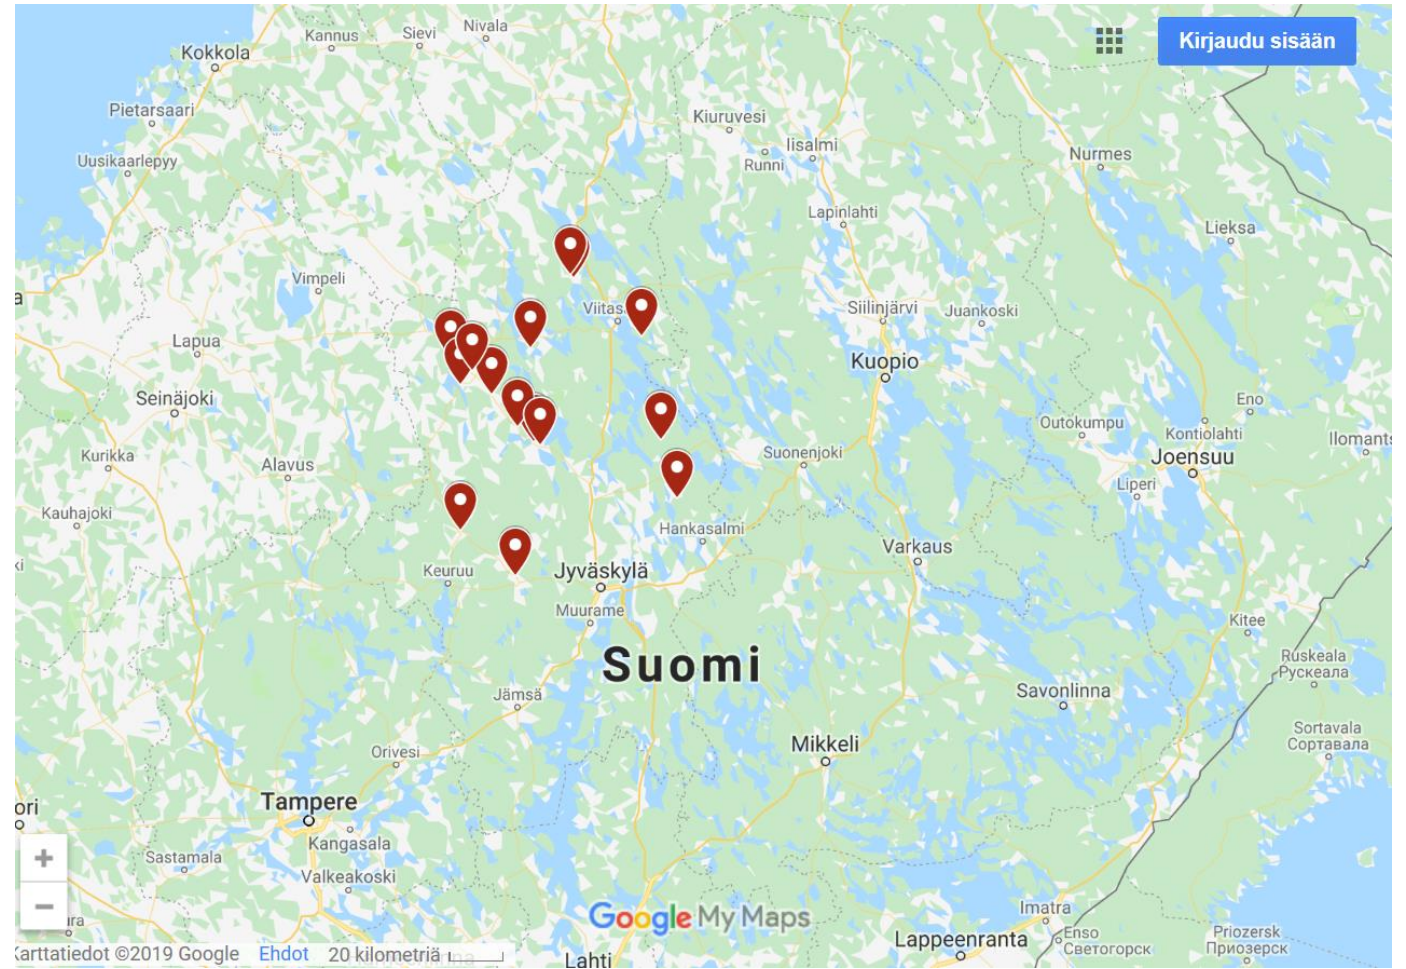 Nivala
Kannus
Sievi
Kokkola
Kirjaudu sisään
Pietarsaari
Kiuruvesi
Iisalmi
Runni
Nurmes
Uusikaarlepyy
Lapinlahti
Lieksa
Vimpeli
Viitas
Siilinjärvi
Juankoski
Lapua
Kuopio
Seinäjoki
Eno
Outokumpu
Kontiolahti
Ilomants
Kurikka
Alavus
Suonenjoki
Joensuu
Liperi
Kauhajoki
Hankasalmi
Varkaus
Keuruu
Jyväskylä
Muurame
Kitee
Suomi
Ruskeala
Рускеала
Jämsä
Savonlinna
Sortavala
Сортавала
Orivesi
Mikkeli
Tampere
ori
Kangasala
Sastamala
Valkeakoski
+
−
Imatra
Google My Maps
Lappeenranta
Enso
Светогорск
Priozersk
Приозерск
Karttatiedot ©2019 Google Ehdot 20 kilometriä
Lahti